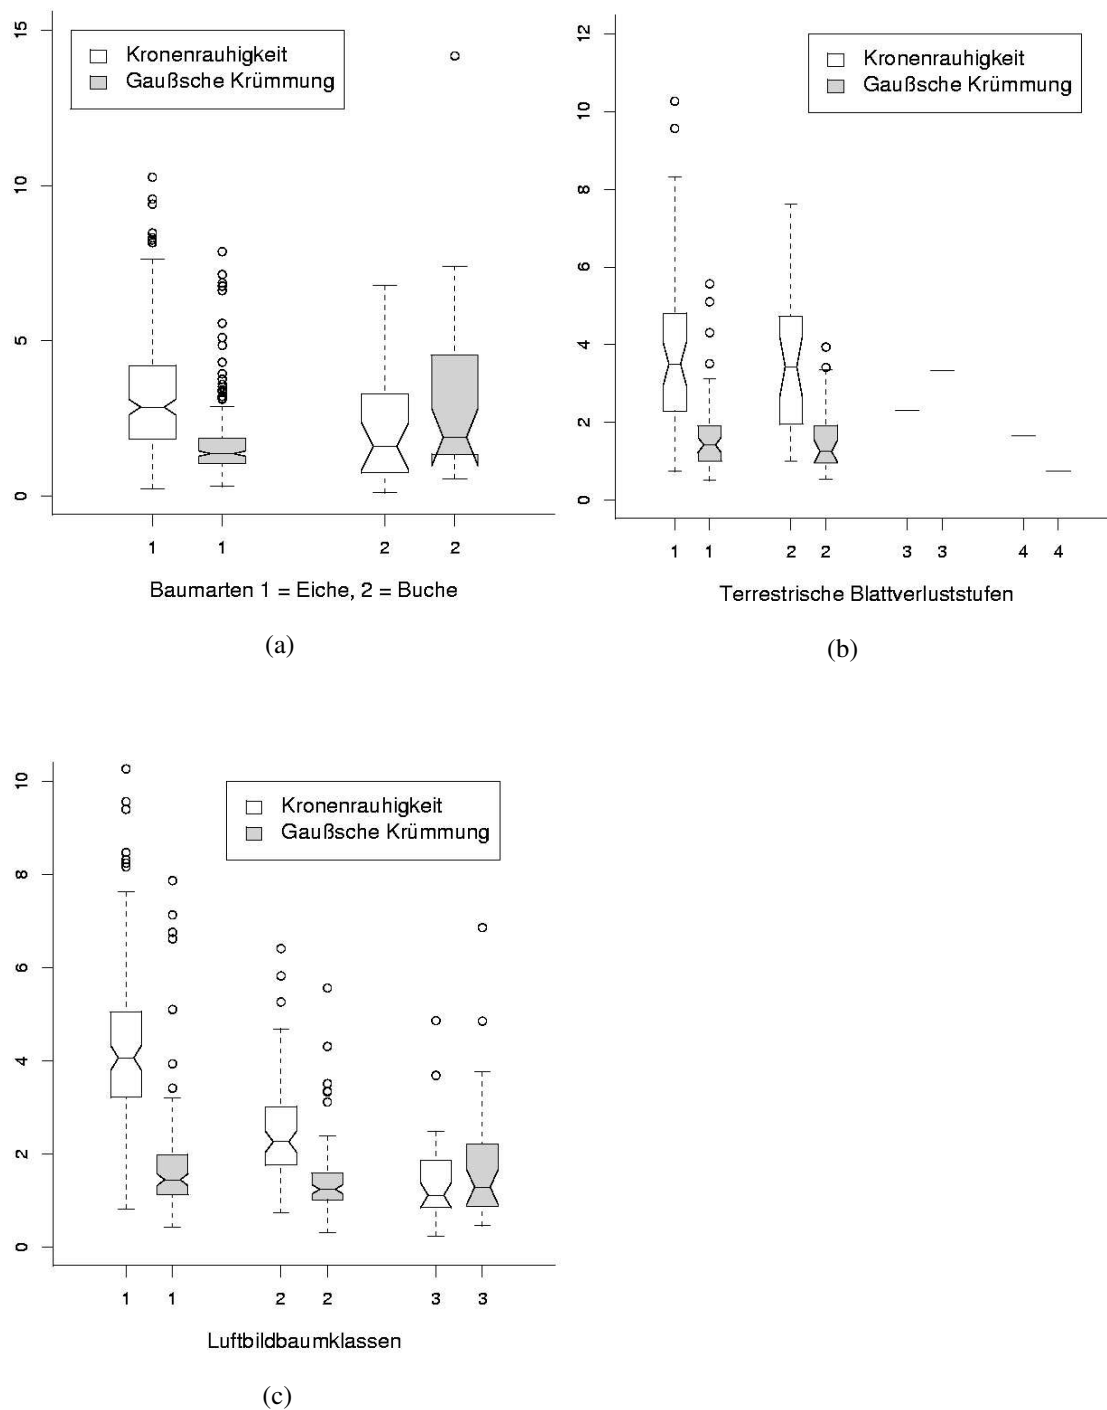 15
10
5
0
Kronenrauhigkeit
Gaußsche Krümmung
1 1 2 2
Baumarten 1 = Eiche, 2 = Buche
(a)
12
10
8
6
4
2
0
Kronenrauhigkeit
Gaußsche Krümmung
1 1 2 2 3 3 4 4
Terrestrische Blattverluststufen
(b)
10
8
6
4
2
0
Kronenrauhigkeit
Gaußsche Krümmung
1 1 2 2 3 3
Luftbildbaumklassen
(c)